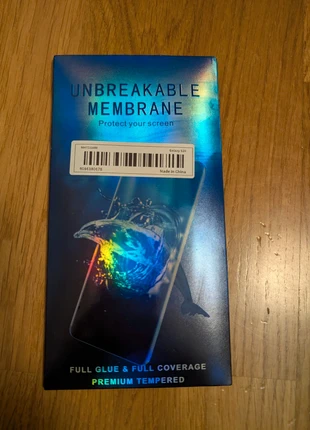 UNBREAKABLE
MEMBRANE
Protect your screen
Made in China
FULL GLUE & FULL COVERAGE
PREMIUM TEMPERED